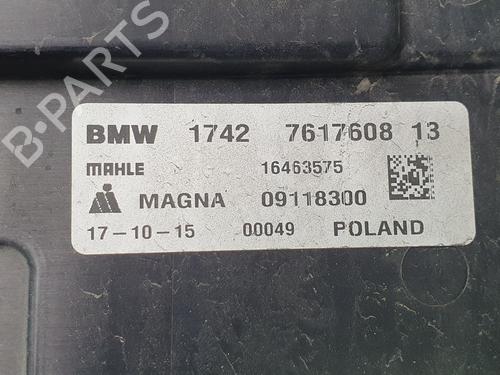 B-PARTS
BMW 1742 7617608 13
MAHLE 16463575
MAGNA 09118300
17-10-15 00049 POLAND